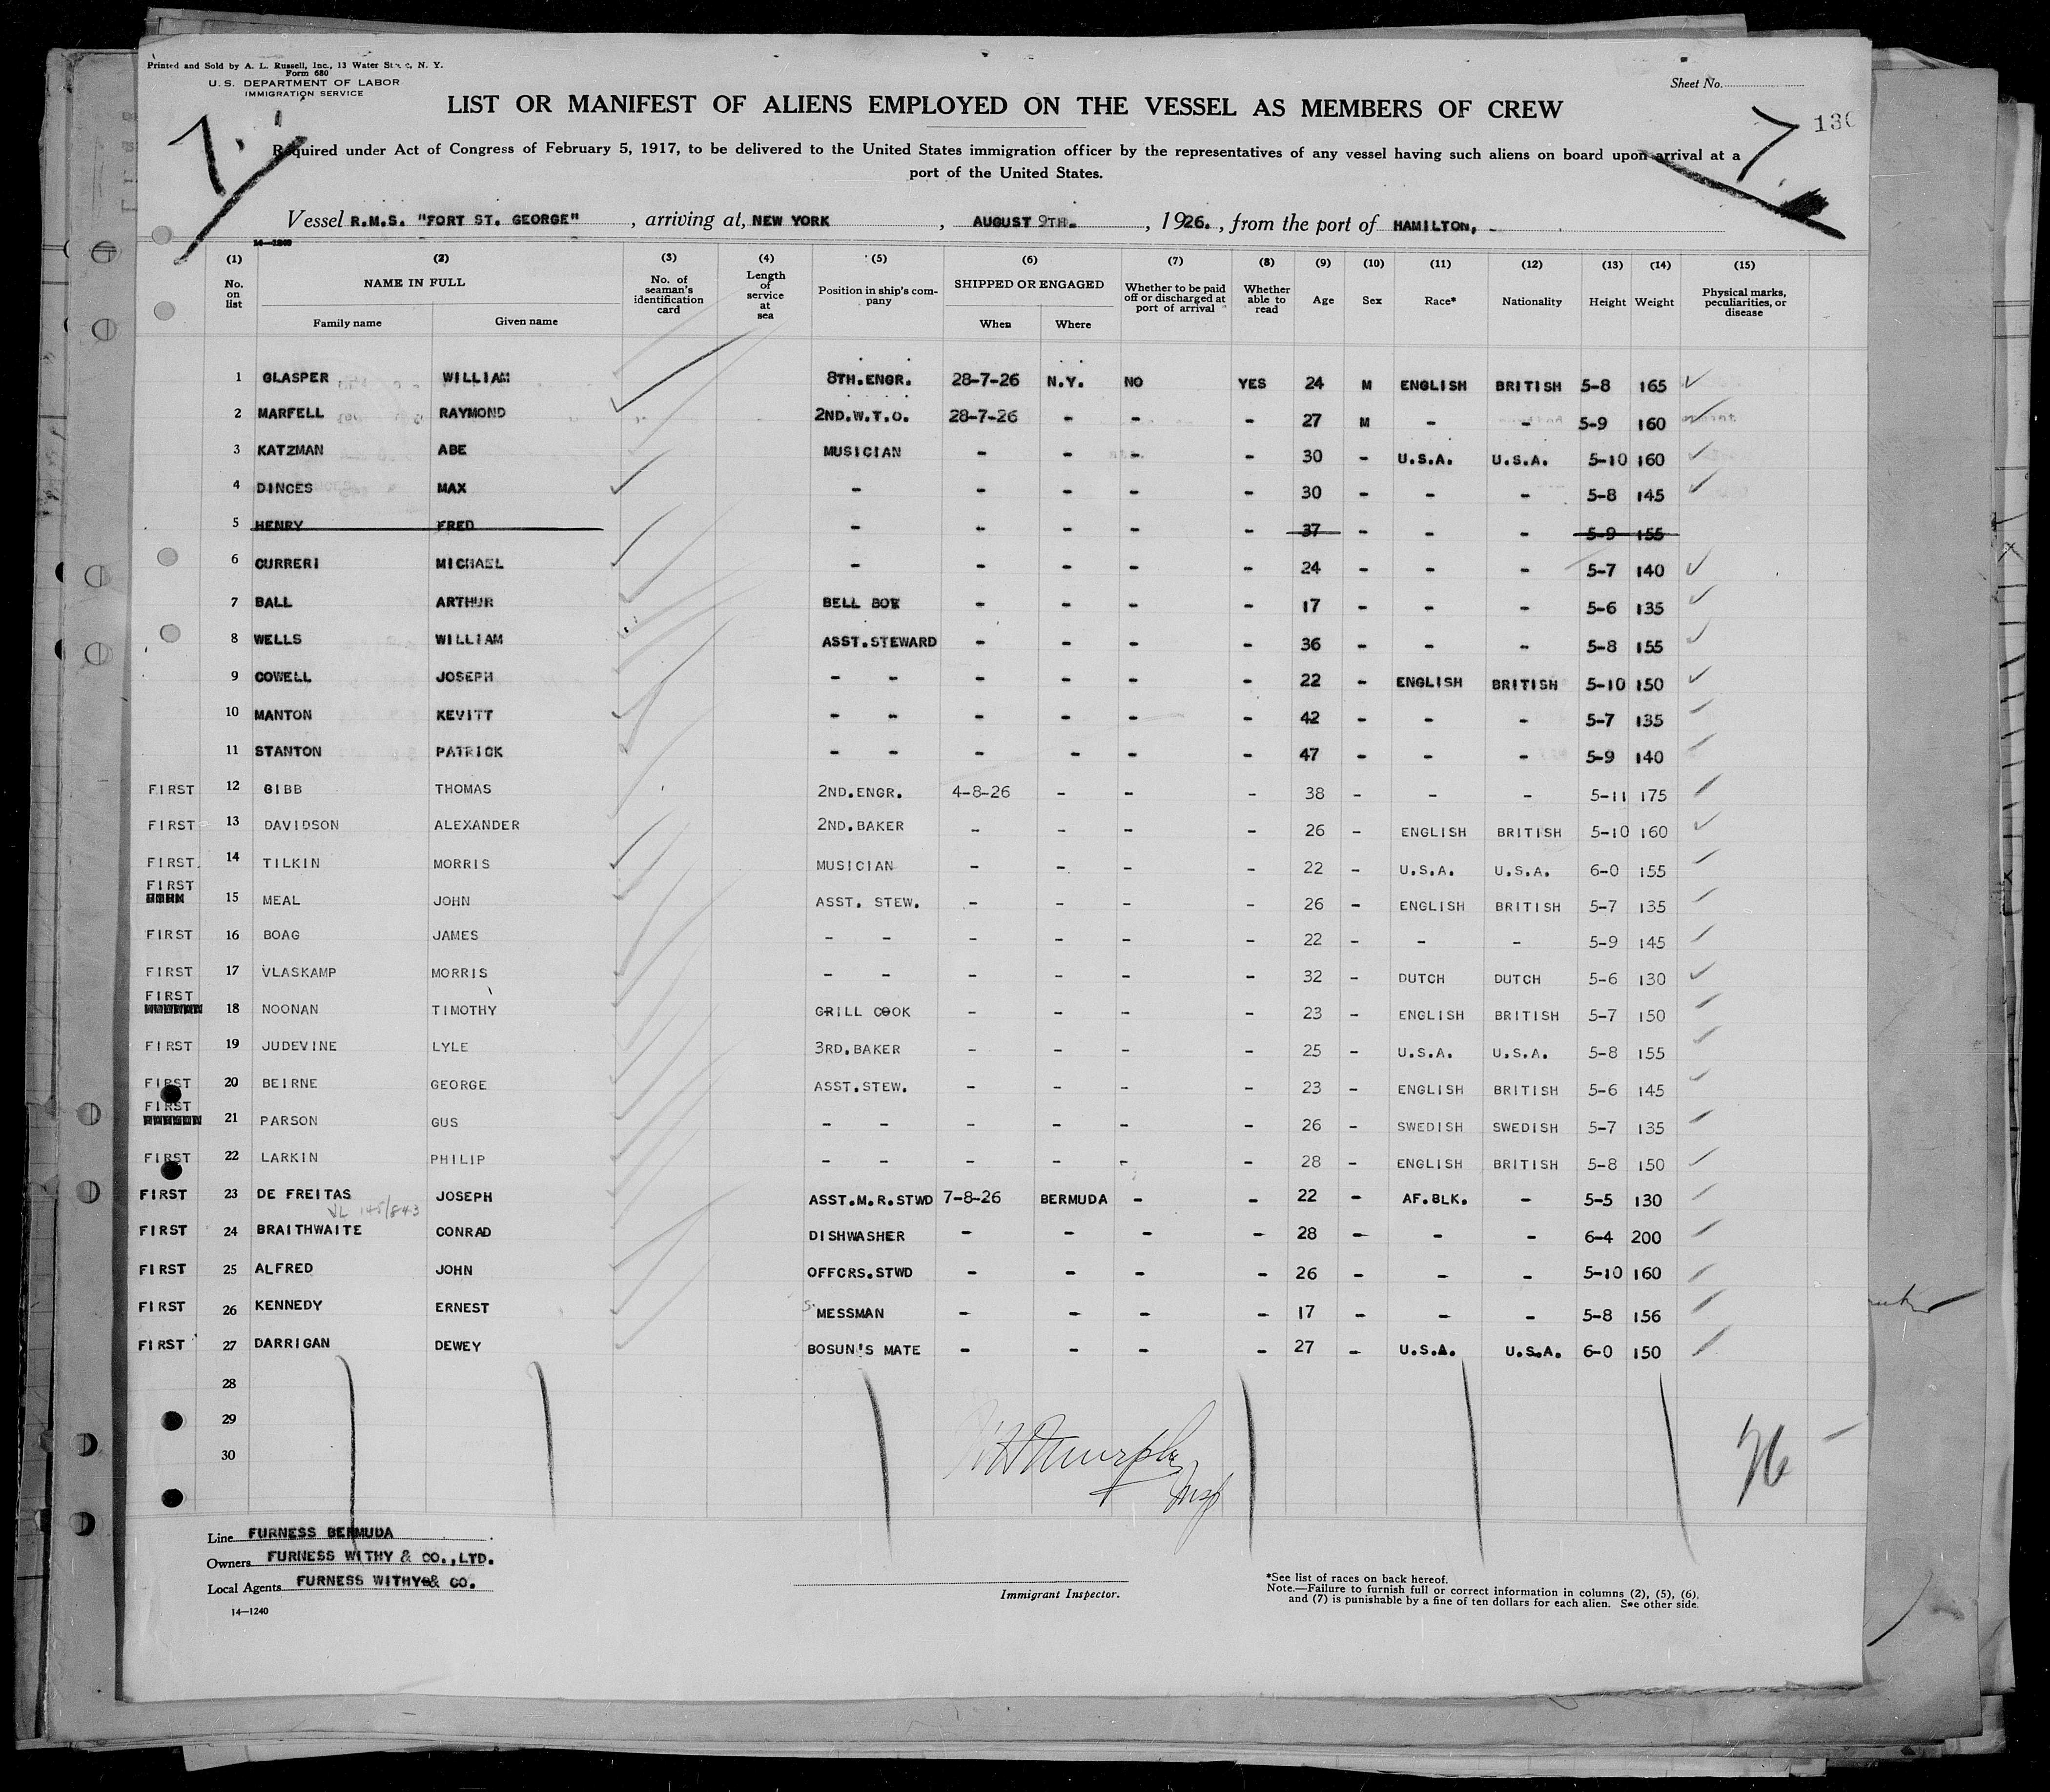 Printed and Sold by A. L. Russell, Inc., 13 Water St., N. Y.
Form 680
U. S. DEPARTMENT OF LABOR
IMMIGRATION SERVICE
Sheet No.
LIST OR MANIFEST OF ALIENS EMPLOYED ON THE VESSEL AS MEMBERS OF CREW
7 7 130
Required under Act of Congress of February 5, 1917, to be delivered to the United States immigration officer by the representatives of any vessel having such aliens on board upon arrival at a
port of the United States.
Vessel R.M.S. "FORT ST. GEORGE", arriving at, NEW YORK, AUGUST 9TH., 1926., from the port of HAMILTON,
14-1240
(1) (2) (3) (4) (5) (6) (7) (8) (9) (10) (11) (12) (13) (14) (15)
No. on list NAME IN FULL No. of seaman's identification card Length of service at sea Position in ship's company SHIPPED OR ENGAGED Whether to be paid off or discharged at port of arrival Whether able to read Age Sex Race* Nationality Height Weight Physical marks, peculiarities, or disease
Family name Given name When Where
1 GLASPER WILLIAM 8TH.ENGR. 28-7-26 N.Y. NO YES 24 M ENGLISH BRITISH 5-8 165
2 MARFELL RAYMOND 2ND.W.T.O. 28-7-26 - - - 27 M - - 5-9 160
3 KATZMAN ABE MUSICIAN - - - - 30 - U.S.A. U.S.A. 5-10 160
4 DINCES MAX - - - - - 30 - - - 5-8 145
5 HENRY FRED - - - - - 37 - - - 5-9 155
6 CURRERI MICHAEL - - - - - 24 - - - 5-7 140
7 BALL ARTHUR BELL BOY - - - - 17 - - - 5-6 135
8 WELLS WILLIAM ASST.STEWARD - - - - 36 - - - 5-8 155
9 COWELL JOSEPH - - - - - - 22 - ENGLISH BRITISH 5-10 150
10 MANTON KEVITT - - - - - - 42 - - - 5-7 135
11 STANTON PATRICK - - - - - - 47 - - - 5-9 140
FIRST 12 GIBB THOMAS 2ND.ENGR. 4-8-26 - - - 38 - - - 5-11 175
FIRST 13 DAVIDSON ALEXANDER 2ND.BAKER - - - - 26 - ENGLISH BRITISH 5-10 160
FIRST. 14 TILKIN MORRIS MUSICIAN - - - - 22 - U.S.A. U.S.A. 6-0 155
FIRST 15 MEAL JOHN ASST. STEW. - - - - 26 - ENGLISH BRITISH 5-7 135
FIRST 16 BOAG JAMES - - - - - - 22 - - - 5-9 145
FIRST 17 VLASKAMP MORRIS - - - - - - 32 - DUTCH DUTCH 5-6 130
FIRST 18 NOONAN TIMOTHY GRILL COOK - - - - 23 - ENGLISH BRITISH 5-7 150
FIRST 19 JUDEVINE LYLE 3RD.BAKER - - - - 25 - U.S.A. U.S.A. 5-8 155
FIRST 20 BEIRNE GEORGE ASST.STEW. - - - - 23 - ENGLISH BRITISH 5-6 145
FIRST 21 PARSON GUS - - - - - - 26 - SWEDISH SWEDISH 5-7 135
FIRST 22 LARKIN PHILIP - - - - - - 28 - ENGLISH BRITISH 5-8 150
FIRST 23 DE FREITAS JOSEPH ASST.M.R.STWD 7-8-26 BERMUDA - - 22 - AF.BLK. - 5-5 130
145/843
FIRST 24 BRAITHWAITE CONRAD DISHWASHER - - - - 28 - - - 6-4 200
FIRST 25 ALFRED JOHN OFFCRS.STWD - - - - 26 - - - 5-10 160
FIRST 26 KENNEDY ERNEST MESSMAN - - - - 17 - - - 5-8 156
FIRST 27 DARRIGAN DEWEY BOSUN'S MATE - - - - 27 - U.S.A. U.S.A. 6-0 150
28
29
30
Murphy
26
Line FURNESS BERMUDA
Owners FURNESS WITHY & CO.,LTD.
Local Agents FURNESS WITHY & CO.
14-1240
Immigrant Inspector.
*See list of races on back hereof.
Note.—Failure to furnish full or correct information in columns (2), (5), (6),
and (7) is punishable by a fine of ten dollars for each alien. See other side.